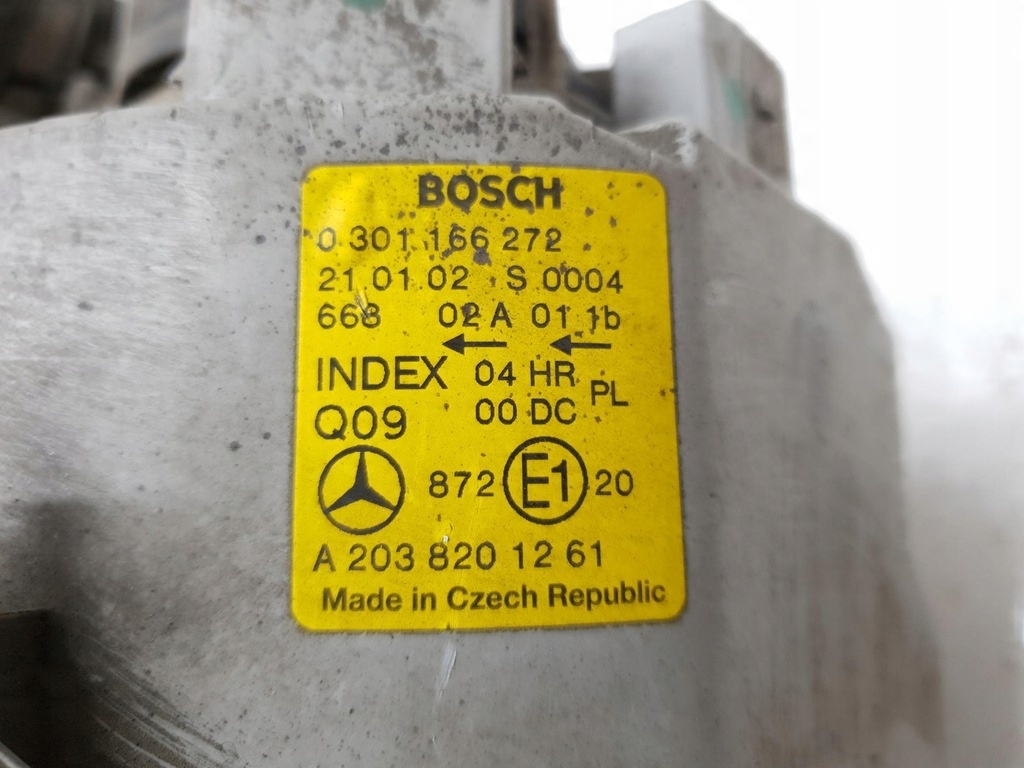 BOSCH
0 301 166 272
21 01 02 S 0004
668 02 A 01 1b
INDEX 04 HR PL
Q09 00 DC
872 E1 20
A 203 820 12 61
Made in Czech Republic